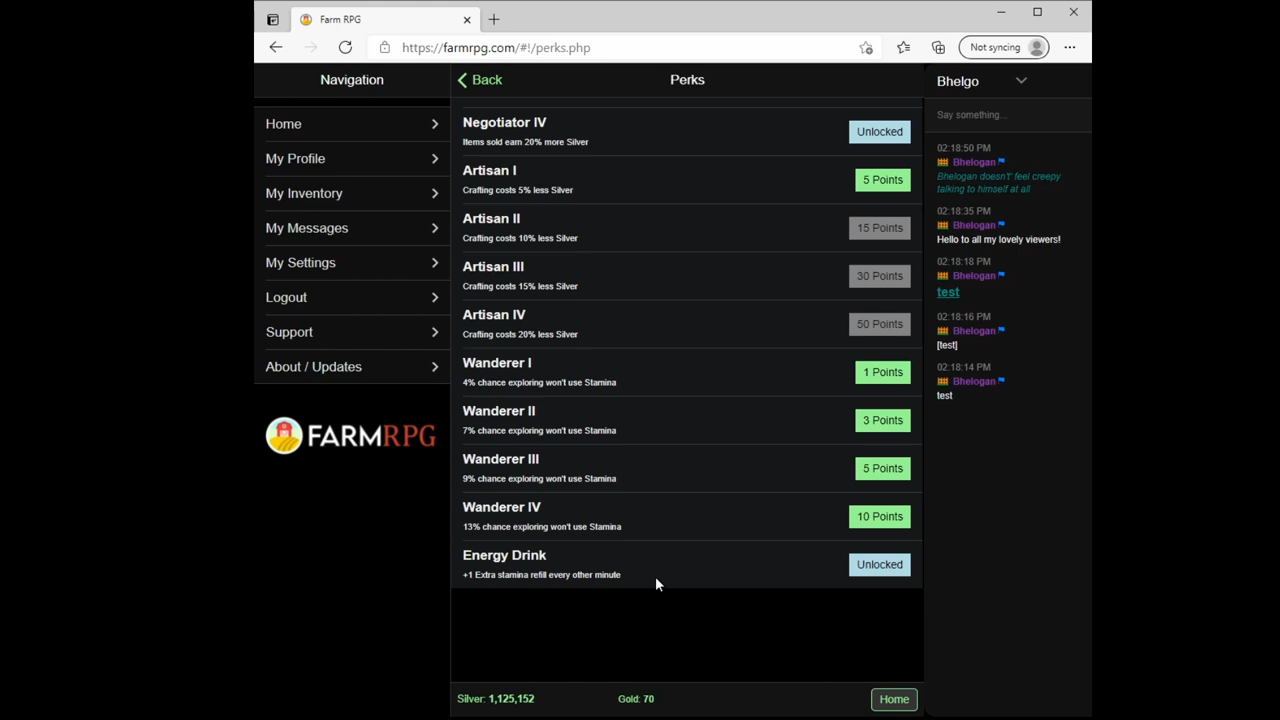 Farm RPG
https://farmrpg.com/#!/perks.php
Not syncing
Navigation
Home
My Profile
My Inventory
My Messages
My Settings
Logout
Support
About / Updates
FARMRPG
Back
Perks
Negotiator IV
Items sold earn 20% more Silver
Unlocked
Artisan I
Crafting costs 5% less Silver
5 Points
Artisan II
Crafting costs 10% less Silver
15 Points
Artisan III
Crafting costs 15% less Silver
30 Points
Artisan IV
Crafting costs 20% less Silver
50 Points
Wanderer I
4% chance exploring won't use Stamina
1 Points
Wanderer II
7% chance exploring won't use Stamina
3 Points
Wanderer III
9% chance exploring won't use Stamina
5 Points
Wanderer IV
13% chance exploring won't use Stamina
10 Points
Energy Drink
+1 Extra stamina refill every other minute
Unlocked
Silver: 1,125,152
Gold: 70
Home
Bhelgo
Say something...
02:18:50 PM
Bhelogan
Bhelogan doesn't' feel creepy
talking to himself at all
02:18:35 PM
Bhelogan
Hello to all my lovely viewers!
02:18:18 PM
Bhelogan
test
02:18:16 PM
Bhelogan
[test]
02:18:14 PM
Bhelogan
test